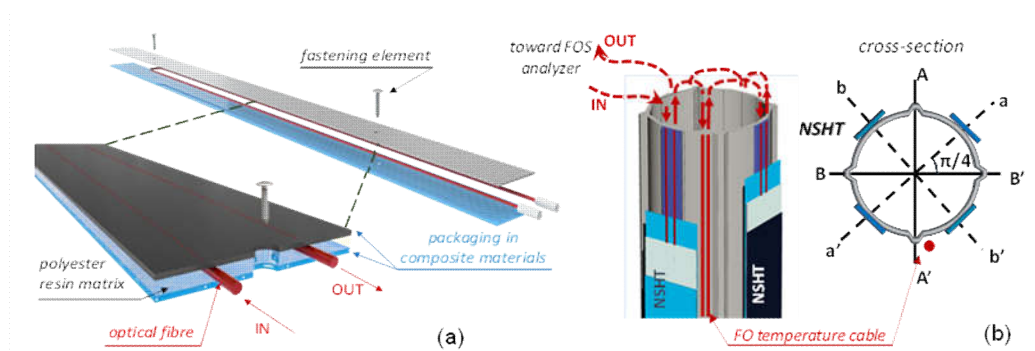 (a)
fastening element
packaging in
composite materials
polyester
resin matrix
optical fibre
IN
OUT
toward FOS
analyzer
OUT
IN
NSHT
NSHT
FO temperature cable
cross-section
NSHT
A
a
b
π/4
B
B'
a'
b'
A'
(b)